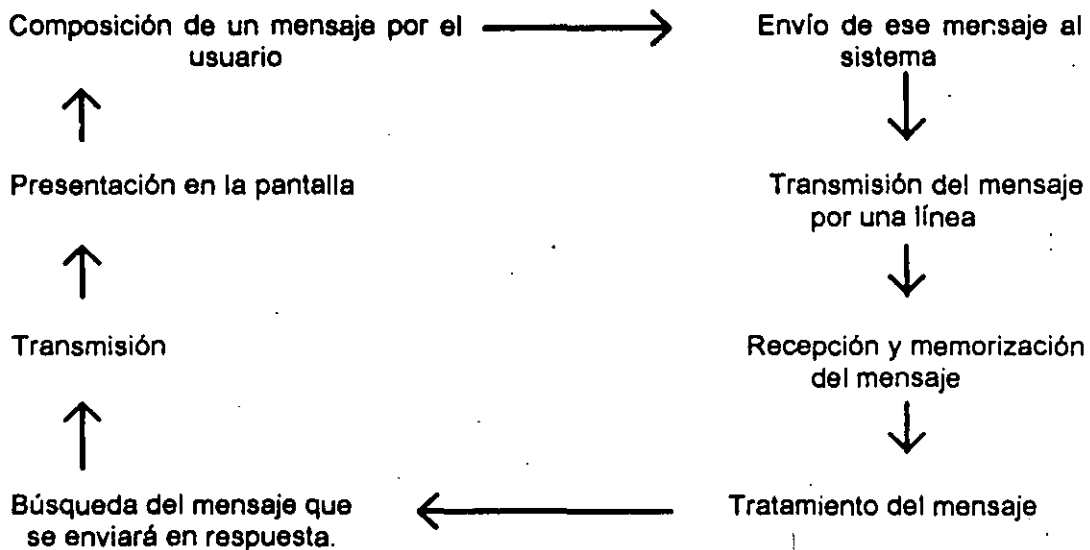 Composición de un mensaje por el
usuario
Envío de ese mensaje al
sistema
Presentación en la pantalla
Transmisión del mensaje
por una línea
Transmisión
Recepción y memorización
del mensaje
Búsqueda del mensaje que
se enviará en respuesta.
Tratamiento del mensaje